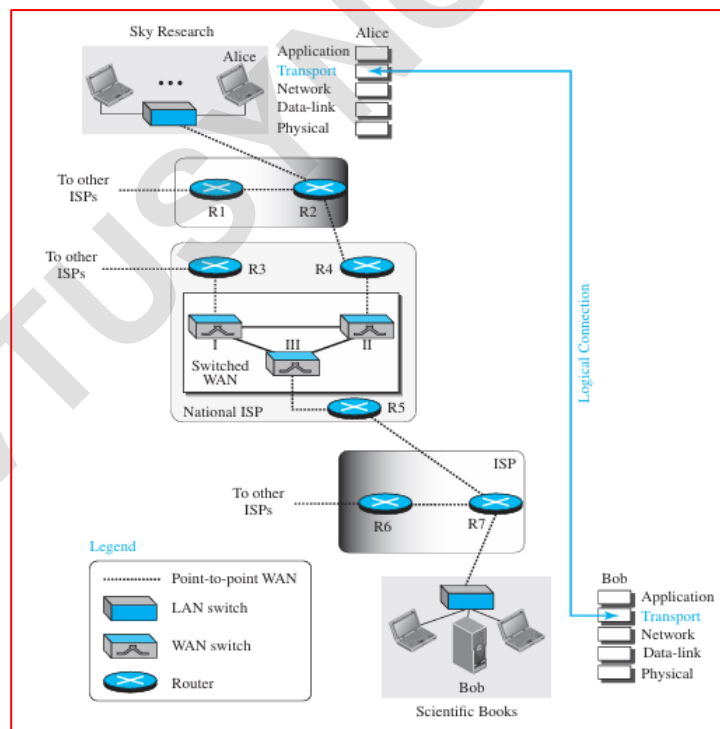 Sky Research
Alice
Alice
Application
Transport
Network
Data-link
Physical
To other
ISPs
R1
R2
To other
ISPs
R3
R4
I
III
II
Switched
WAN
R5
National ISP
Logical Connection
ISP
To other
ISPs
R6
R7
Legend
Point-to-point WAN
LAN switch
WAN switch
Router
Bob
Scientific Books
Bob
Application
Transport
Network
Data-link
Physical